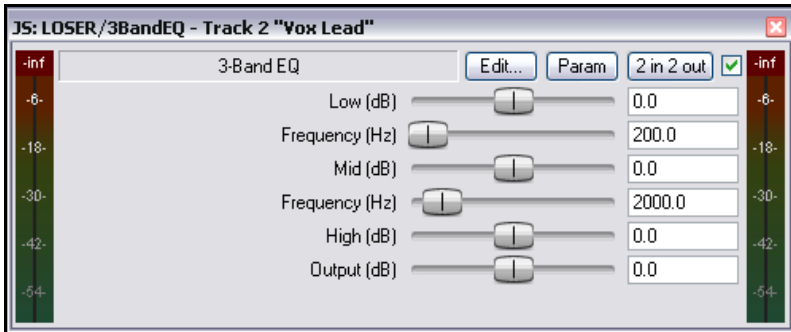 JS: LOSER/3BandEQ - Track 2 "Vox Lead"
-inf 3-Band EQ Edit... Param 2 in 2 out -inf
-6- Low (dB) 0.0 -6-
Frequency (Hz) 200.0
-18- Mid (dB) 0.0 -18-
-30- Frequency (Hz) 2000.0 -30-
-42- High (dB) 0.0 -42-
Output (dB) 0.0
-54- -54-